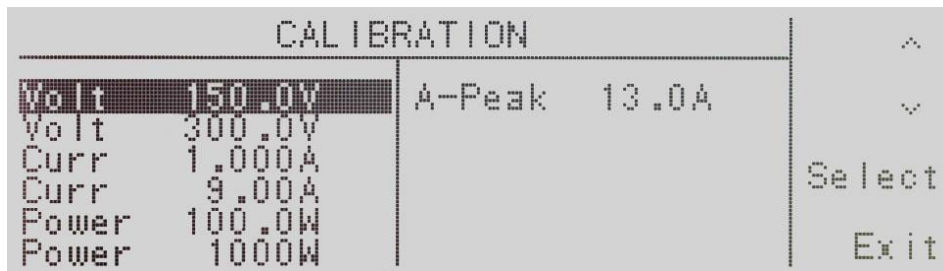 CALIBRATION
Volt 150.0V
Volt 300.0V
Curr 1.000A
Curr 9.00A
Power 100.0W
Power 1000W
A-Peak 13.0A
Select
Exit